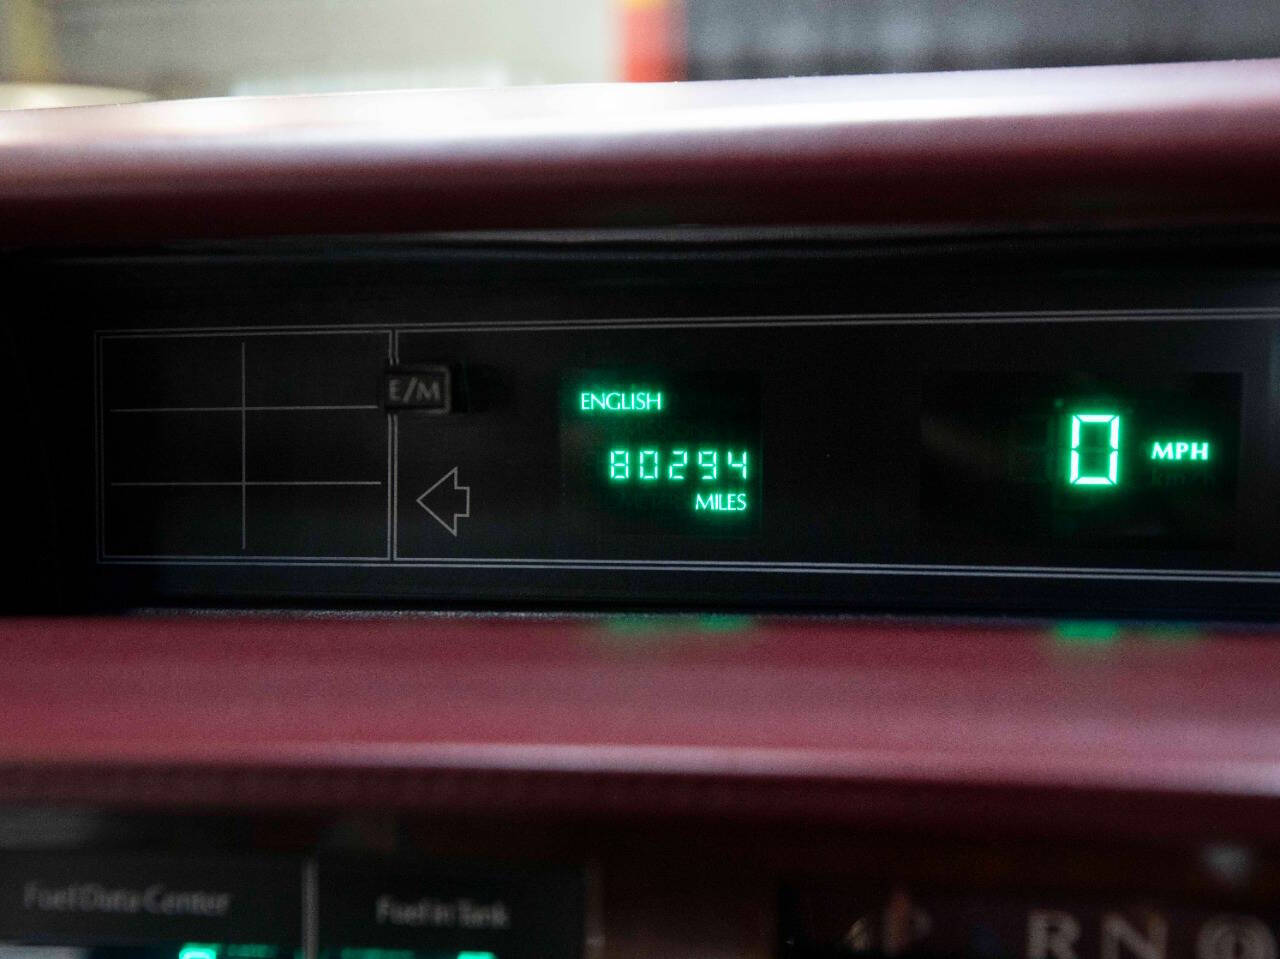 E/M
ENGLISH
80294
MILES
0 MPH
Fuel Data Center
Fuel in Tank
R N D